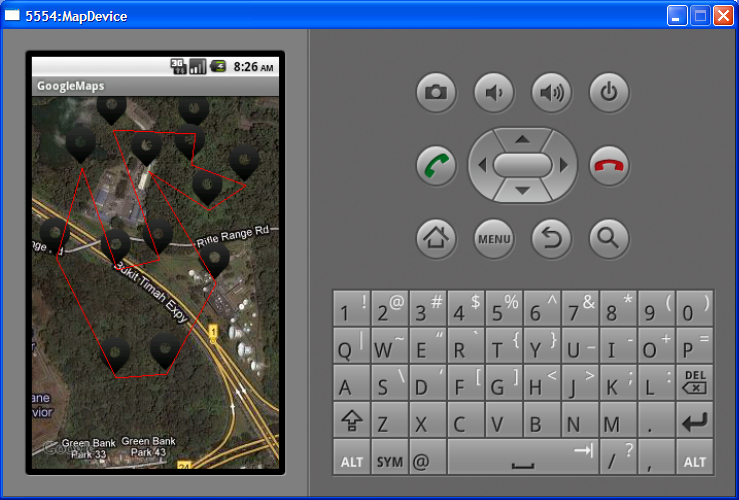 5554:MapDevice
3G
8:26 AM
GoogleMaps
Rifle Range Rd
nge Rd
Bukit Timah Expy
1
ane
vior
Green Bank
Park 33
Green Bank
Park 43
24
MENU
1 ! 2 @ 3 # 4 $ 5 % 6 ^ 7 & 8 * 9 ( 0 )
Q | W ~ E “ R ` T { Y } U _ I - O + P =
A S \ D ‘ F [ G ] H < J > K ; L : DEL
Z X C V B N M .
ALT SYM @ / ? , ALT